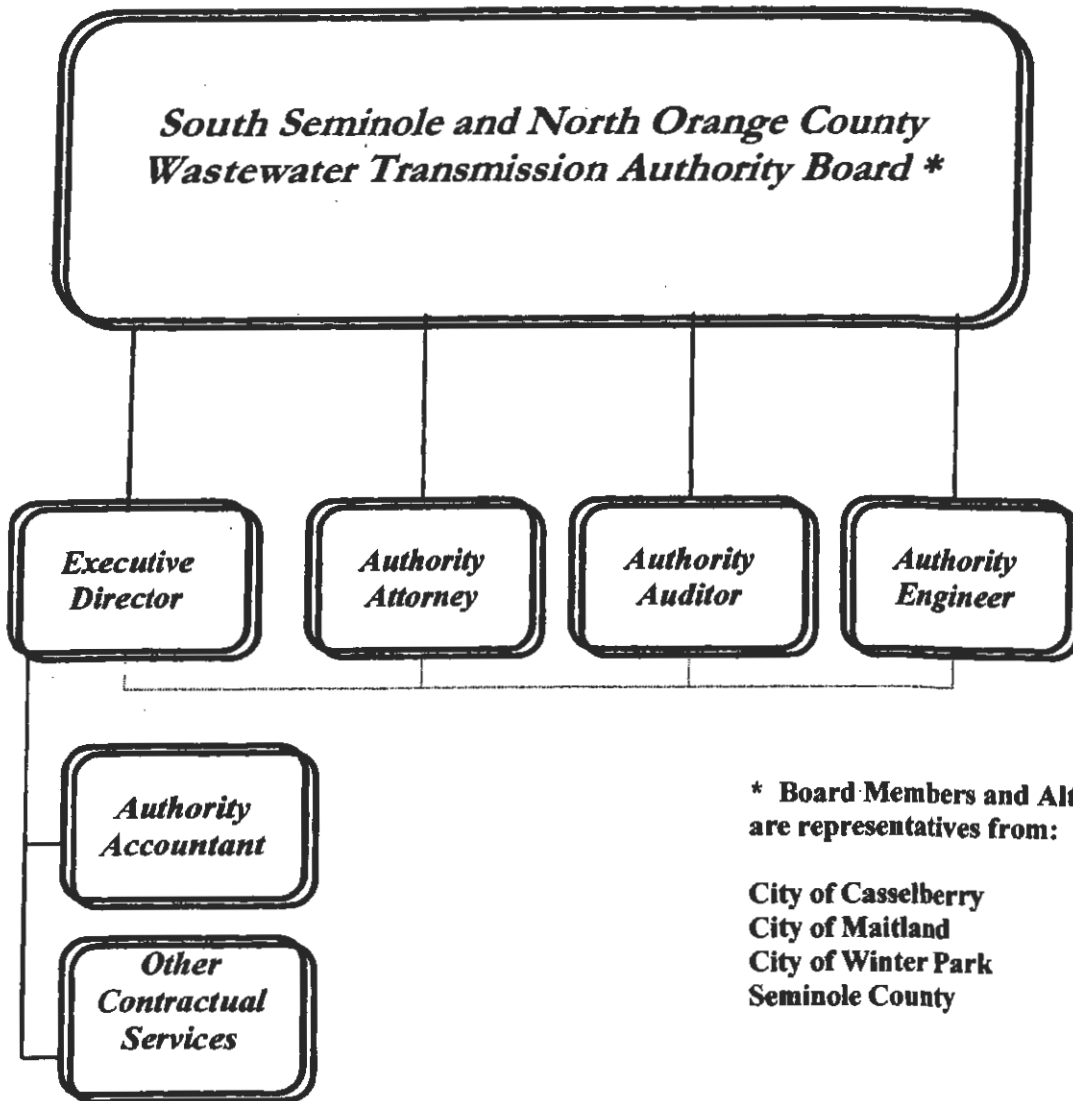 South Seminole and North Orange County
Wastewater Transmission Authority Board *
Executive
Director
Authority
Attorney
Authority
Auditor
Authority
Engineer
Authority
Accountant
Other
Contractual
Services
* Board Members and Alt
are representatives from:
City of Casselberry
City of Maitland
City of Winter Park
Seminole County